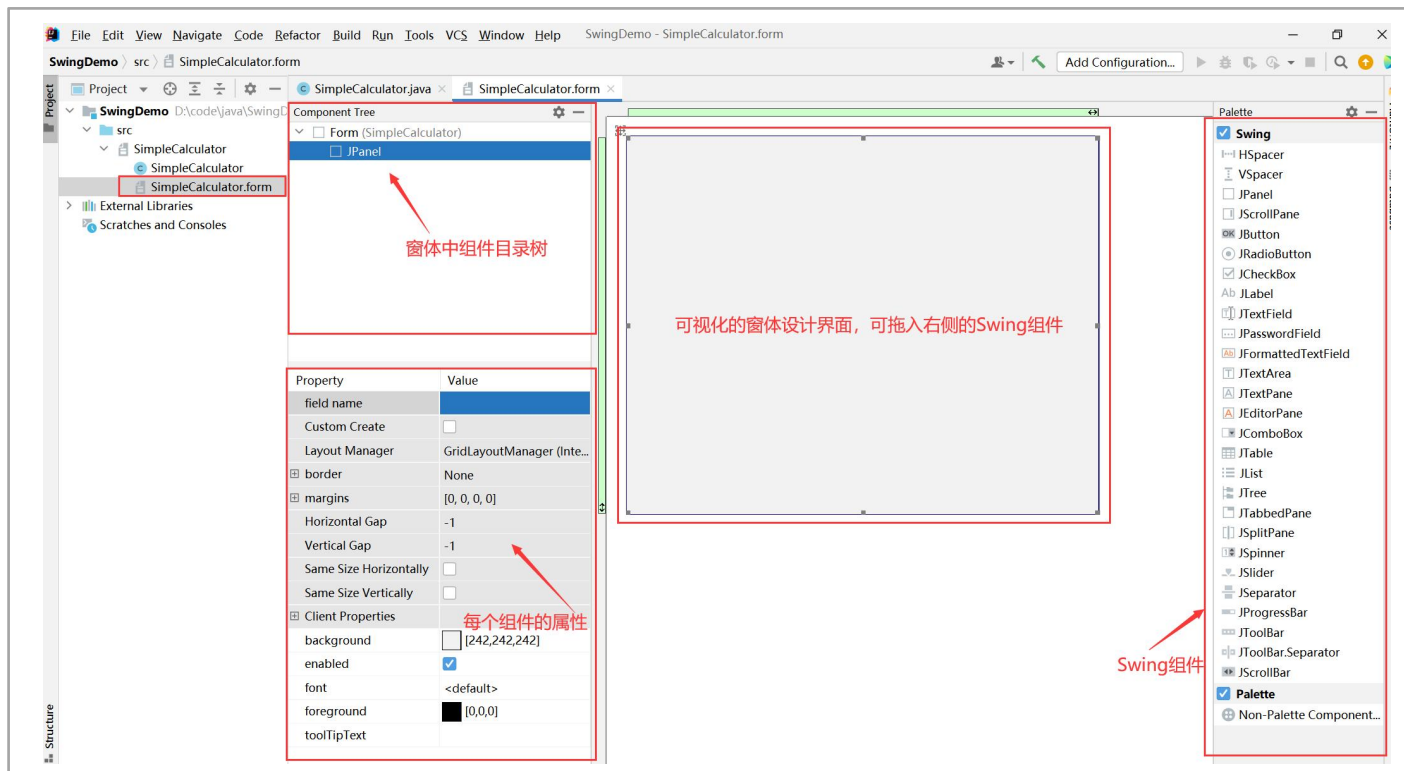 File Edit View Navigate Code Refactor Build Run Tools VCS Window Help SwingDemo - SimpleCalculator.form
SwingDemo src SimpleCalculator.form
Add Configuration...
Project
SimpleCalculator.java
SimpleCalculator.form
Project
SwingDemo D:\code\java\SwingD
src
SimpleCalculator
SimpleCalculator
SimpleCalculator.form
External Libraries
Scratches and Consoles
Structure
Component Tree
Form (SimpleCalculator)
JPanel
窗体中组件目录树
Property Value
field name
Custom Create
Layout Manager GridLayoutManager (Inte...
border None
margins [0, 0, 0, 0]
Horizontal Gap -1
Vertical Gap -1
Same Size Horizontally
Same Size Vertically
Client Properties
每个组件的属性
background [242,242,242]
enabled
font <default>
foreground [0,0,0]
toolTipText
可视化的窗体设计界面，可拖入右侧的Swing组件
Swing组件
Palette
Swing
HSpacer
VSpacer
JPanel
JScrollPane
OK JButton
JRadioButton
JCheckBox
Ab JLabel
JTextField
JPasswordField
JFormattedTextField
JTextArea
JTextPane
JEditorPane
JComboBox
JTable
JList
JTree
JTabbedPane
JSplitPane
JSpinner
JSlider
JSeparator
JProgressBar
JToolBar
JToolBar.Separator
JScrollBar
Palette
Non-Palette Component...